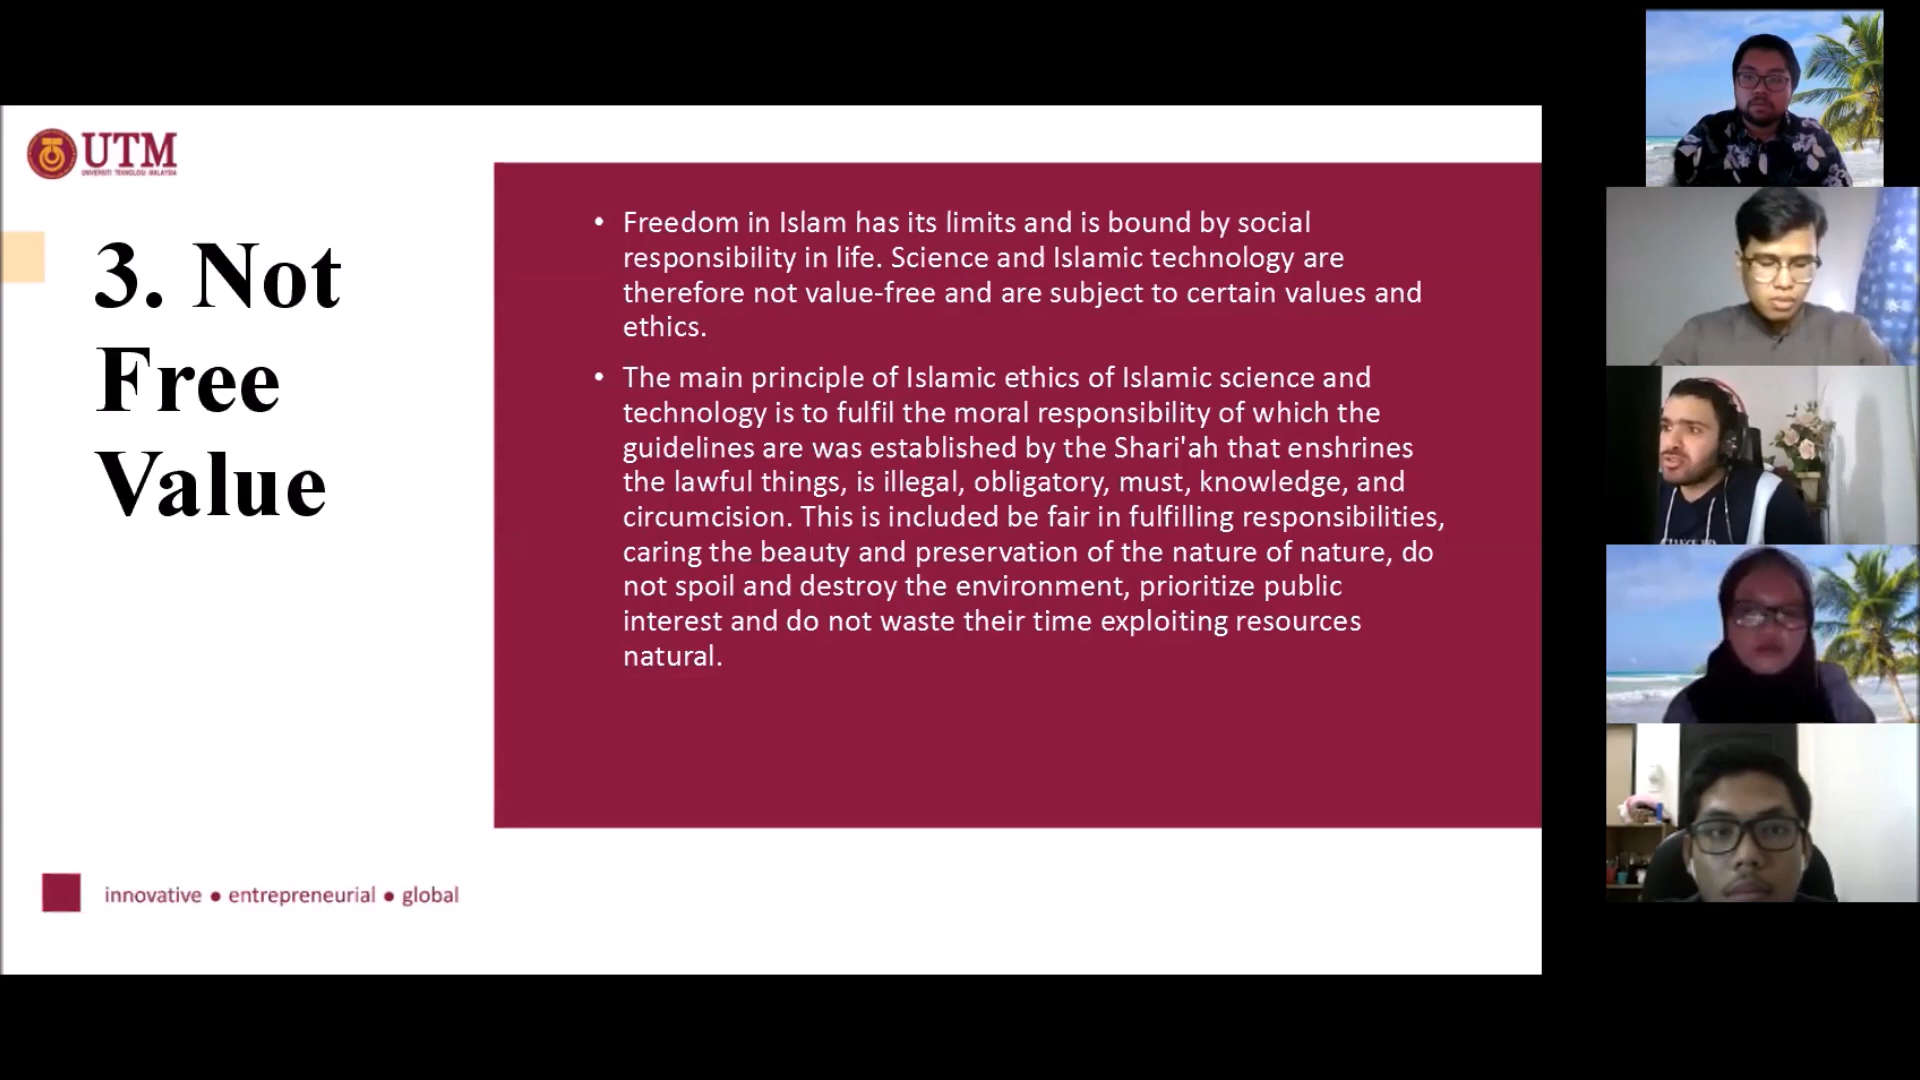 UTM
UNIVERSITI TEKNOLOGI MALAYSIA
3. Not
Free
Value
• Freedom in Islam has its limits and is bound by social
responsibility in life. Science and Islamic technology are
therefore not value-free and are subject to certain values and
ethics.
• The main principle of Islamic ethics of Islamic science and
technology is to fulfil the moral responsibility of which the
guidelines are was established by the Shari'ah that enshrines
the lawful things, is illegal, obligatory, must, knowledge, and
circumcision. This is included be fair in fulfilling responsibilities,
caring the beauty and preservation of the nature of nature, do
not spoil and destroy the environment, prioritize public
interest and do not waste their time exploiting resources
natural.
innovative ● entrepreneurial ● global